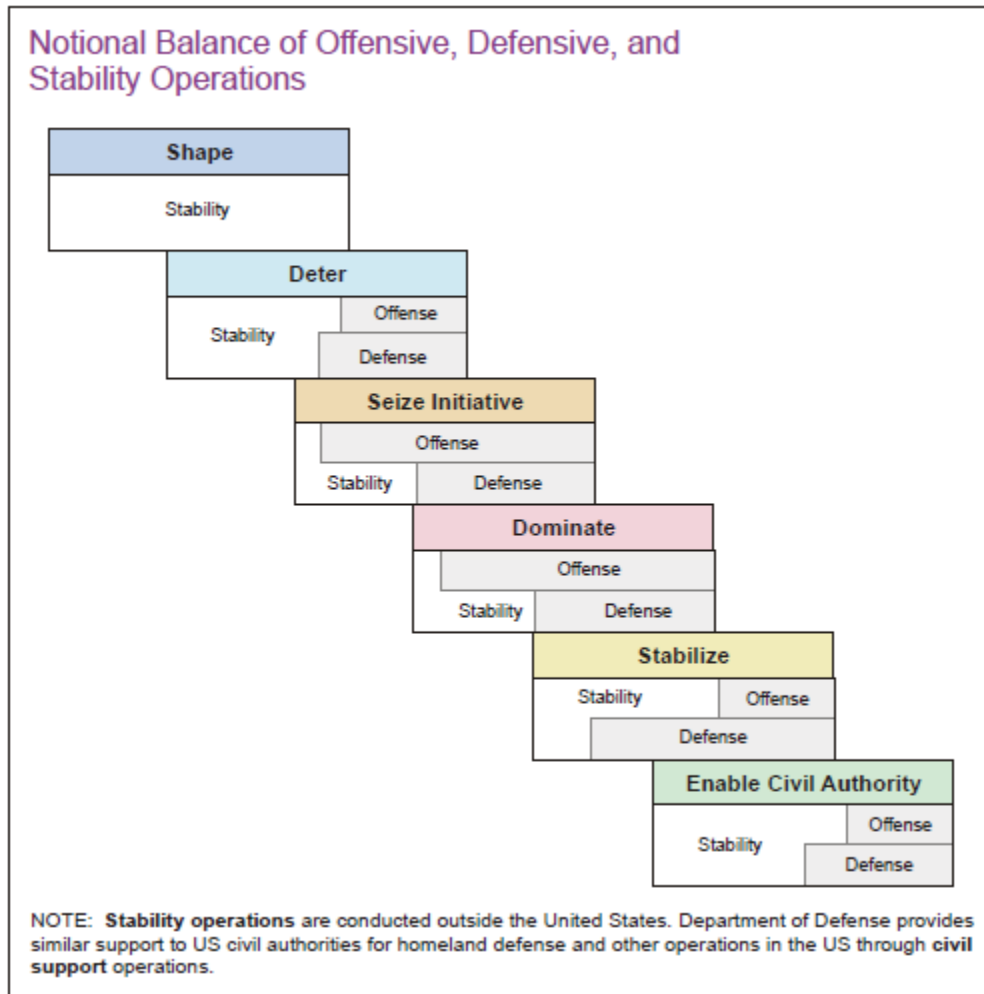 Notional Balance of Offensive, Defensive, and
Stability Operations
Shape
Stability
Deter
Offense
Stability
Defense
Seize Initiative
Offense
Stability
Defense
Dominate
Offense
Stability
Defense
Stabilize
Stability
Offense
Defense
Enable Civil Authority
Offense
Stability
Defense
NOTE: Stability operations are conducted outside the United States. Department of Defense provides
similar support to US civil authorities for homeland defense and other operations in the US through civil
support operations.